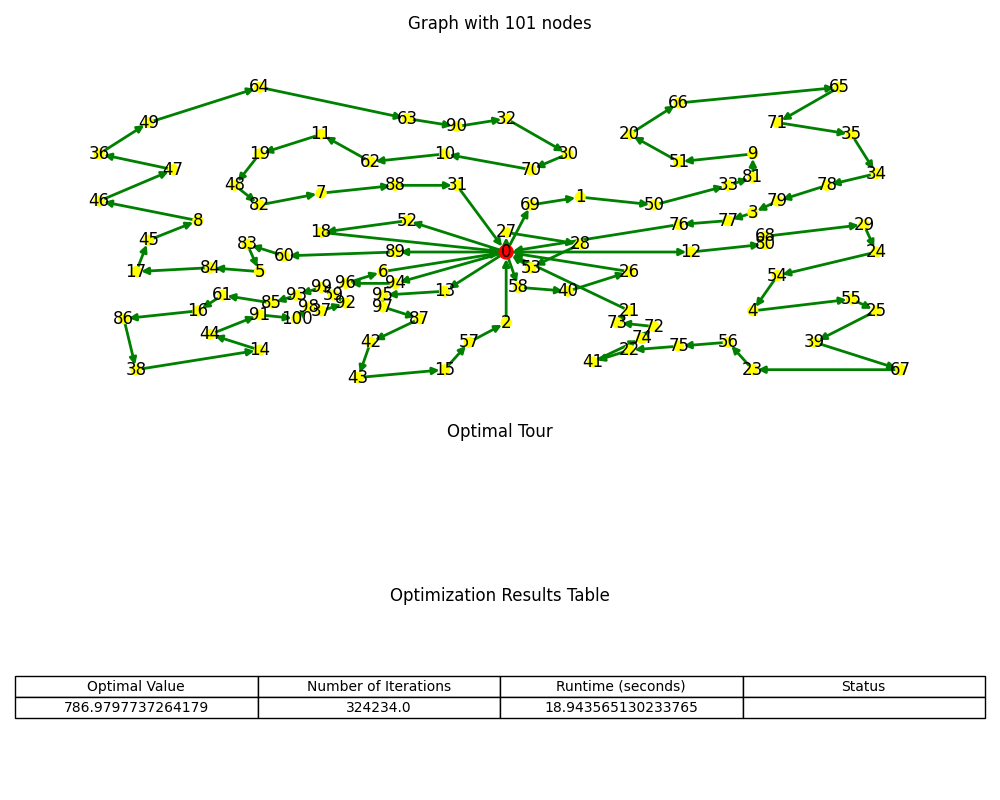 Graph with 101 nodes
64 65
66
49 63 90 32 71
11 20 35
36 19 62 10 30 51 9
47 70 34
48 7 88 31 33 81 78
46 82 69 1 50 79
8 52 3
18 27 76 77 29
45 83 28 68
60 89 0 12 80 24
17 84 5 6 53 26 54
99 96 94 58
61 93 59 95 13 40 55
16 85 98 92 97 21 4 25
86 91 100 37 87 2 73 72
44 42 57 74 56 39
14 22 75
38 15 41 23 67
43
Optimal Tour
Optimization Results Table
Optimal Value Number of Iterations Runtime (seconds) Status
786.9797737264179 324234.0 18.943565130233765